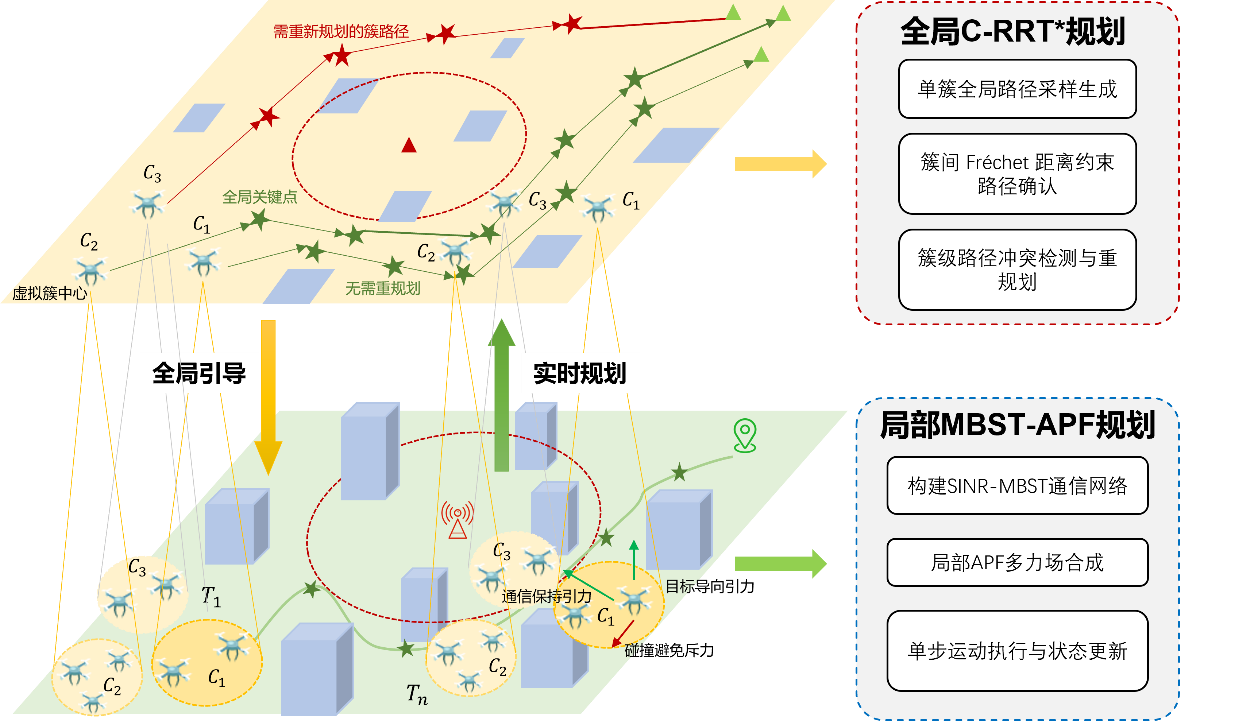 需重新规划的簇路径
C₃
全局关键点
C₁
C₂
虚拟簇中心
无需重规划
C₂
C₃
C₁
全局引导
实时规划
C₃
T₁
C₂
C₁
C₃
通信保持引力
C₁
目标导向引力
碰撞避免斥力
C₂
Tₙ
全局C-RRT*规划
单簇全局路径采样生成
簇间 Fréchet 距离约束
路径确认
簇级路径冲突检测与重
规划
局部MBST-APF规划
构建SINR-MBST通信网络
局部APF多力场合成
单步运动执行与状态更新